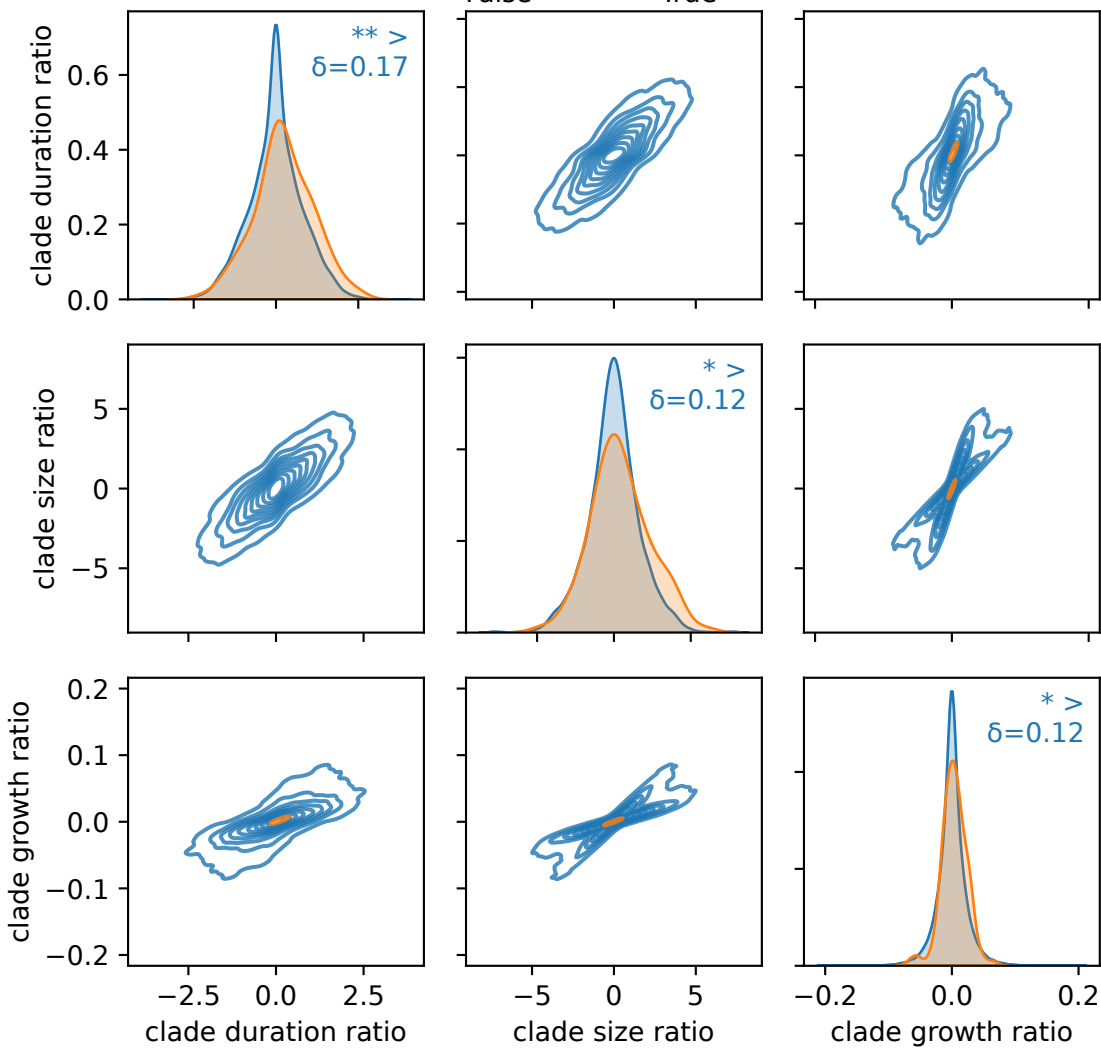 True
** >
δ=0.17
clade duration ratio
0.6
0.4
0.2
0.0
* >
δ=0.12
clade size ratio
5
0
−5
* >
δ=0.12
clade growth ratio
0.2
0.1
0.0
−0.1
−0.2
−2.5 0.0 2.5 −5 0 5 −0.2 0.0 0.2
clade duration ratio clade size ratio clade growth ratio